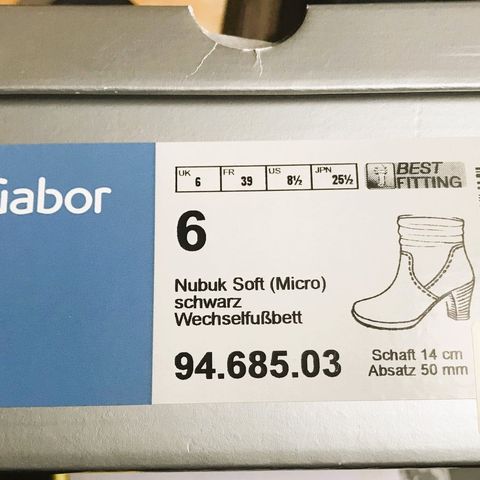 Gabor
UK 6 FR 39 US 8½ JPN 25½
BEST FITTING
6
Nubuk Soft (Micro)
schwarz
Wechselfußbett
94.685.03
Schaft 14 cm
Absatz 50 mm